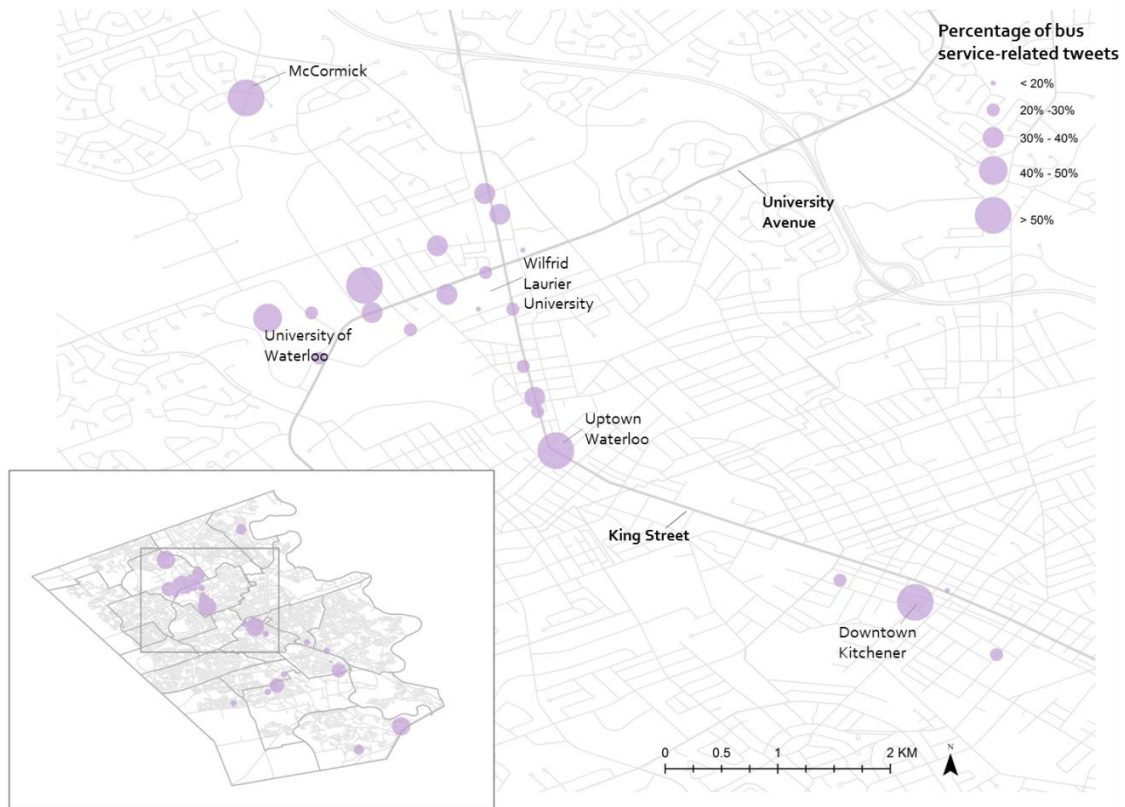 Percentage of bus
service-related tweets
< 20%
20% -30%
30% - 40%
40% - 50%
> 50%
McCormick
University
Avenue
Wilfrid
Laurier
University
University of
Waterloo
Uptown
Waterloo
King Street
Downtown
Kitchener
0 0.5 1 2 KM
N